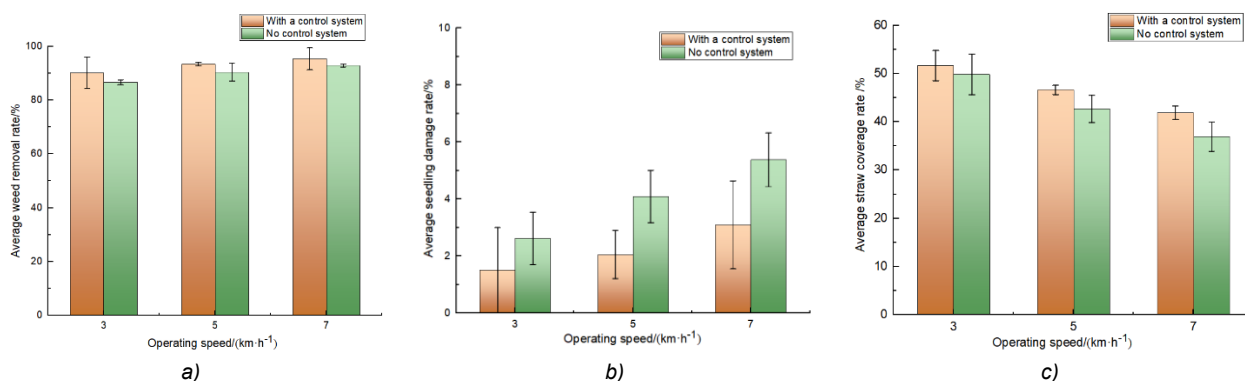 With a control system
No control system
100
80
60
40
20
0
Average weed removal rate/%
3
5
7
Operating speed/(km·h⁻¹)
a)
With a control system
No control system
10
8
6
4
2
0
Average seedling damage rate/%
3
5
7
Operating speed/(km·h⁻¹)
b)
With a control system
No control system
60
50
40
30
20
10
0
Average straw coverage rate /%
3
5
7
Operating speed/(km·h⁻¹)
c)